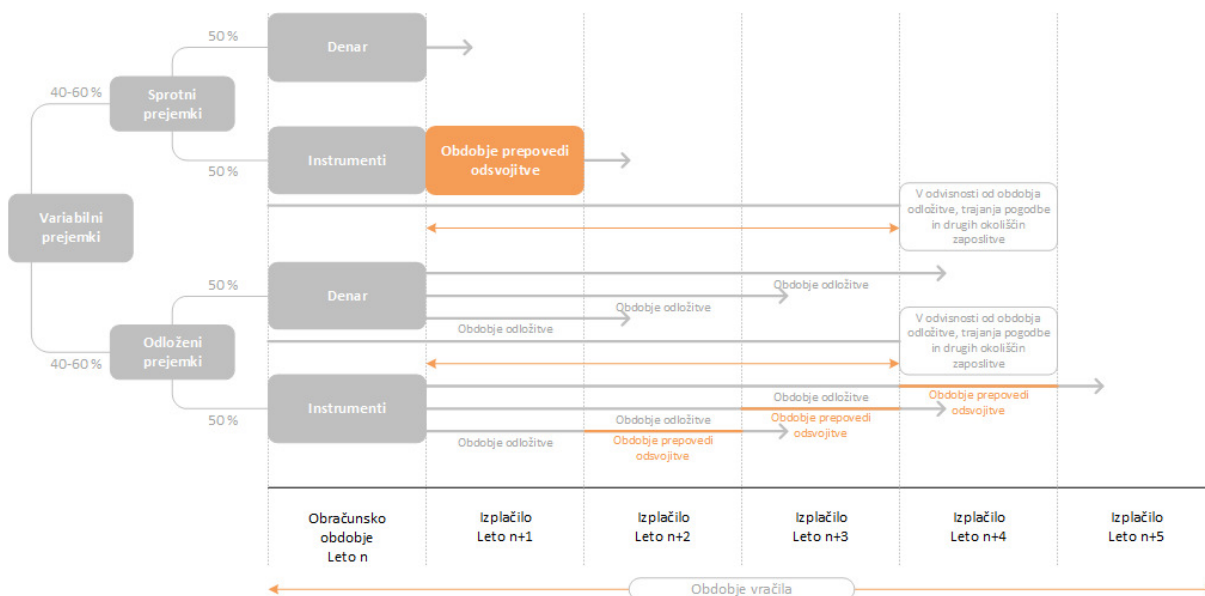 50 %
Denar
40-60 %
Sprotni
prejemki
50 %
Instrumenti
Obdobje prepovedi
odsvojitve
Variabilni
prejemki
V odvisnosti od obdobja
odložitve, trajanja pogodbe
in drugih okoliščin
zaposlitve
50 %
Denar
Obdobje odložitve
Obdobje odložitve
Obdobje odložitve
40-60 %
Odloženi
prejemki
V odvisnosti od obdobja
odložitve, trajanja pogodbe
in drugih okoliščin
zaposlitve
50 %
Instrumenti
Obdobje odložitve
Obdobje prepovedi
odsvojitve
Obdobje odložitve
Obdobje prepovedi
odsvojitve
Obdobje odložitve
Obdobje prepovedi
odsvojitve
Obračunsko
obdobje
Leto n
Izplačilo
Leto n+1
Izplačilo
Leto n+2
Izplačilo
Leto n+3
Izplačilo
Leto n+4
Izplačilo
Leto n+5
Obdobje vračila